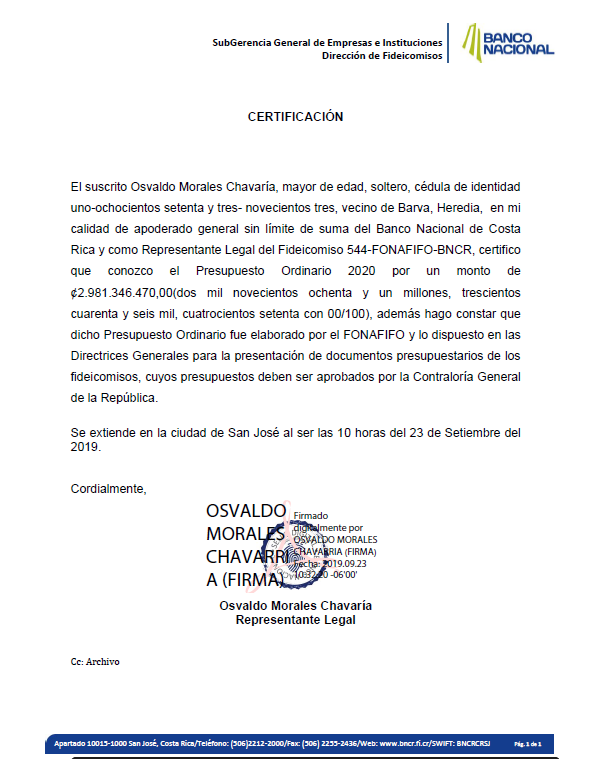 SubGerencia General de Empresas e Instituciones
Dirección de Fideicomisos
BANCO
NACIONAL
CERTIFICACIÓN
El suscrito Osvaldo Morales Chavaría, mayor de edad, soltero, cédula de identidad
uno-ochocientos setenta y tres- novecientos tres, vecino de Barva, Heredia, en mi
calidad de apoderado general sin límite de suma del Banco Nacional de Costa
Rica y como Representante Legal del Fideicomiso 544-FONAFIFO-BNCR, certifico
que conozco el Presupuesto Ordinario 2020 por un monto de
¢2.981.346.470,00(dos mil novecientos ochenta y un millones, trescientos
cuarenta y seis mil, cuatrocientos setenta con 00/100), además hago constar que
dicho Presupuesto Ordinario fue elaborado por el FONAFIFO y lo dispuesto en las
Directrices Generales para la presentación de documentos presupuestarios de los
fideicomisos, cuyos presupuestos deben ser aprobados por la Contraloría General
de la República.
Se extiende en la ciudad de San José al ser las 10 horas del 23 de Setiembre del
2019.
Cordialmente,
OSVALDO
MORALES
CHAVARRI
A (FIRMA)
Firmado
digitalmente por
OSVALDO MORALES
CHAVARRIA (FIRMA)
Fecha: 2019.09.23
10:32:20 -06'00'
Osvaldo Morales Chavaría
Representante Legal
Cc: Archivo
Apartado 10015-1000 San José, Costa Rica/Teléfono: (506)2212-2000/Fax: (506) 2255-2436/Web: www.bncr.fi.cr/SWIFT: BNCRCRSJ Pág. 1 de 1